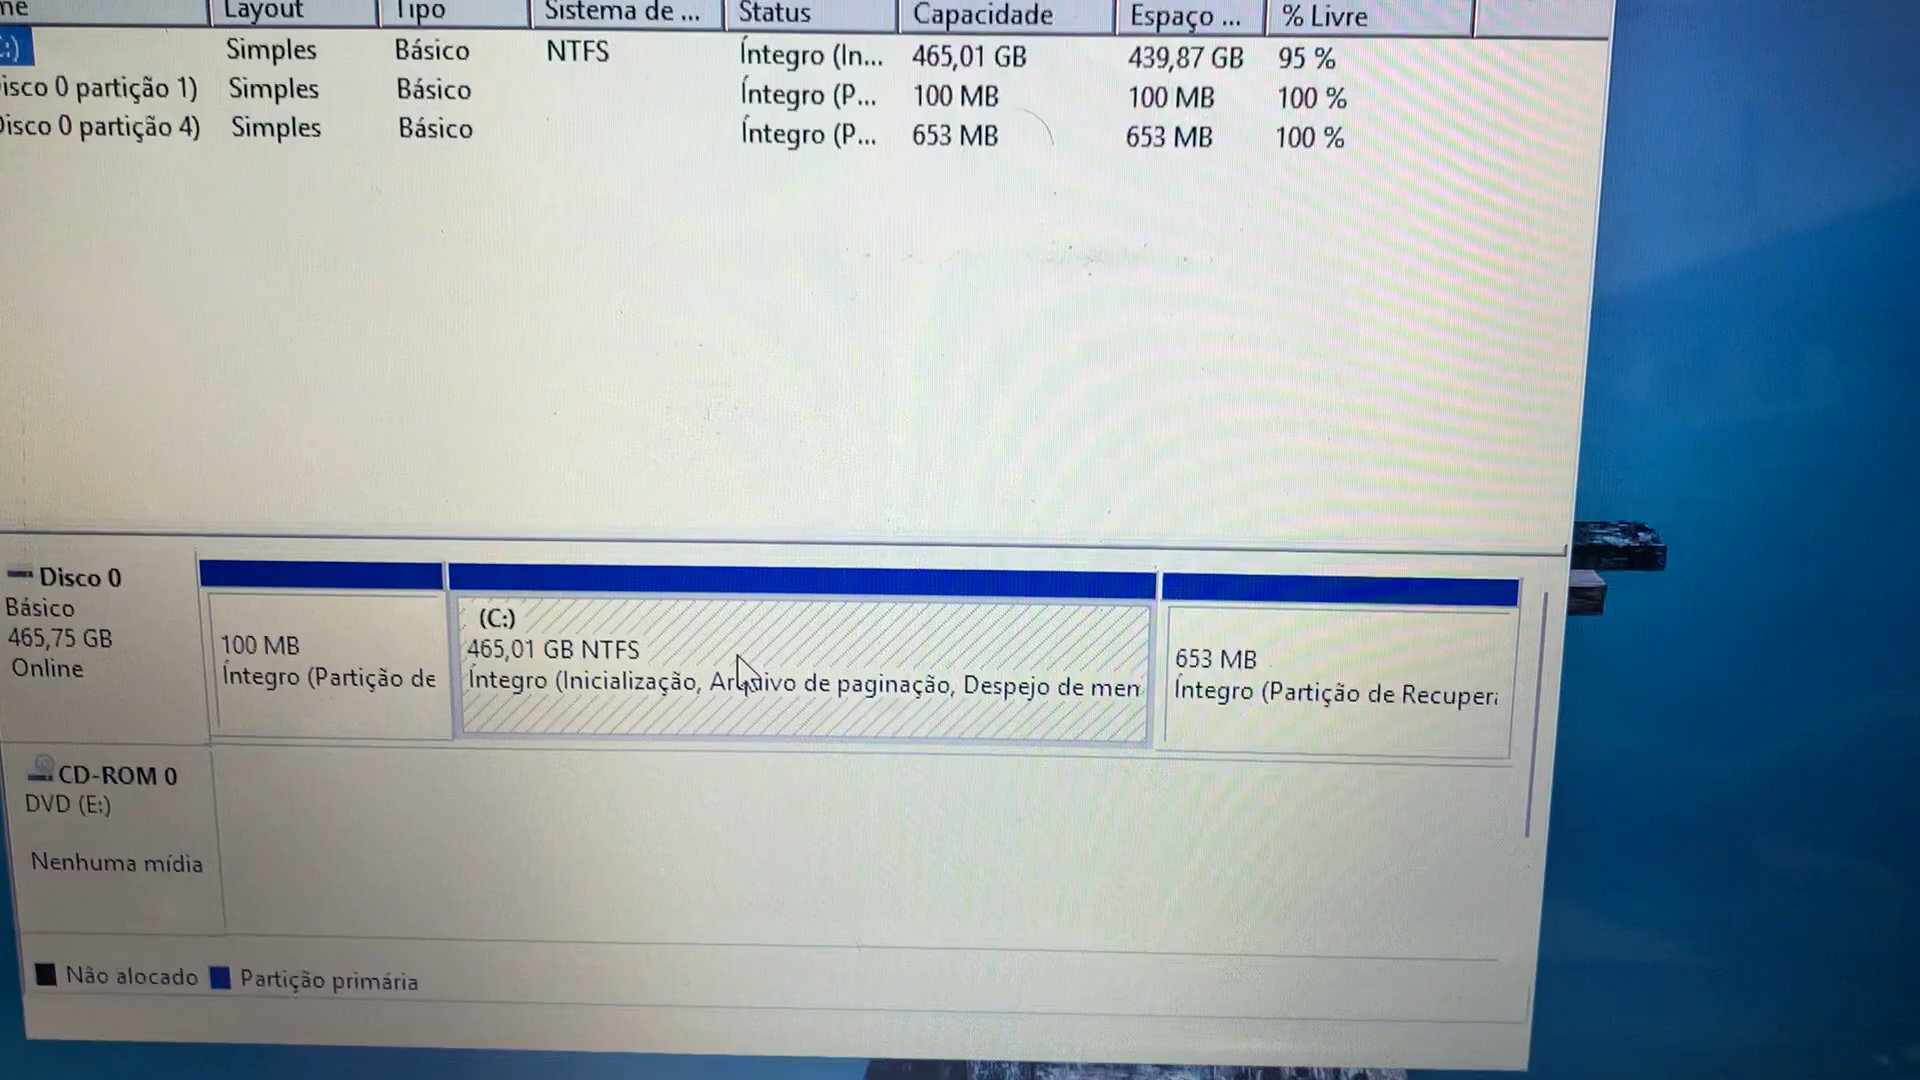 me Layout Tipo Sistema de ... Status Capacidade Espaço ... % Livre
:) Simples Básico NTFS Íntegro (In... 465,01 GB 439,87 GB 95 %
isco 0 partição 1) Simples Básico Íntegro (P... 100 MB 100 MB 100 %
Disco 0 partição 4) Simples Básico Íntegro (P... 653 MB 653 MB 100 %
Disco 0
Básico
465,75 GB
Online
100 MB
Íntegro (Partição de
(C:)
465,01 GB NTFS
Íntegro (Inicialização, Arquivo de paginação, Despejo de men
653 MB
Íntegro (Partição de Recupera
CD-ROM 0
DVD (E:)
Nenhuma mídia
Não alocado Partição primária